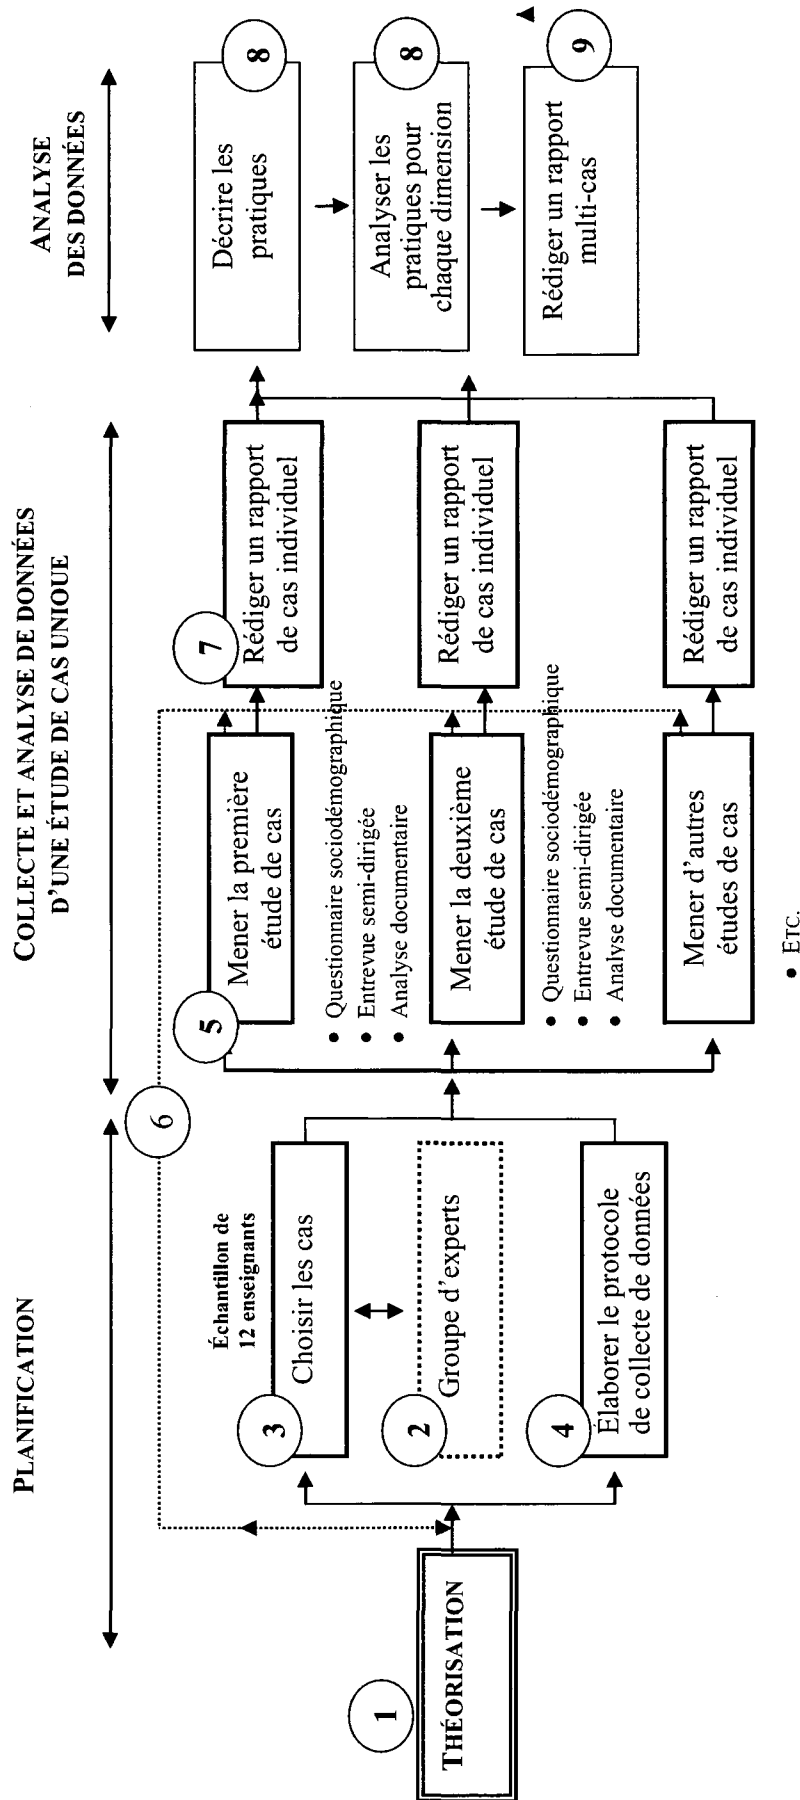 PLANIFICATION
COLLECTE ET ANALYSE DE DONNÉES
D'UNE ÉTUDE DE CAS UNIQUE
ANALYSE
DES DONNÉES
1
THÉORISATION
6
Échantillon de
12 enseignants
3
Choisir les cas
2
Groupe d'experts
4
Élaborer le protocole
de collecte de données
5
Mener la première
étude de cas
• Questionnaire sociodémographique
• Entrevue semi-dirigée
• Analyse documentaire
Mener la deuxième
étude de cas
• Questionnaire sociodémographique
• Entrevue semi-dirigée
• Analyse documentaire
Mener d'autres
études de cas
• ETC.
7
Rédiger un rapport
de cas individuel
Rédiger un rapport
de cas individuel
Rédiger un rapport
de cas individuel
8
Décrire les
pratiques
8
Analyser les
pratiques pour
chaque dimension
9
Rédiger un rapport
multi-cas